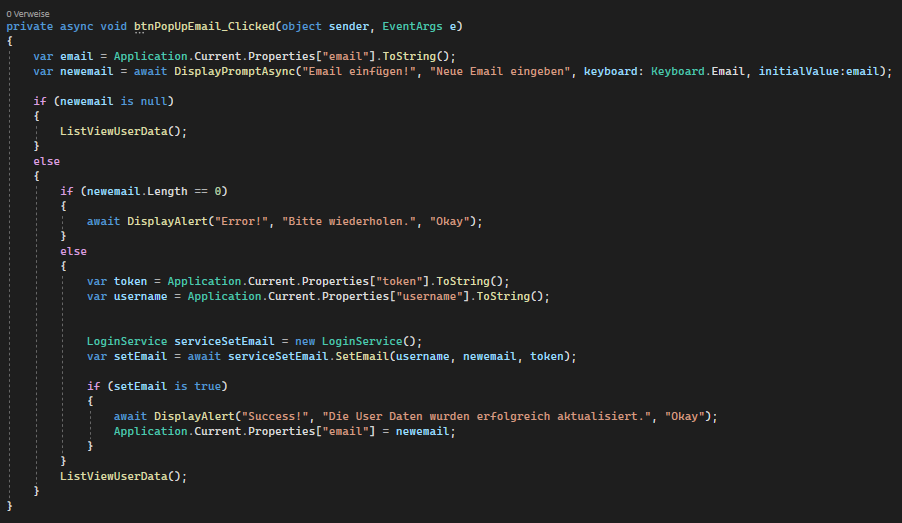 0 Verweise
private async void btnPopUpEmail_Clicked(object sender, EventArgs e)
{
    var email = Application.Current.Properties["email"].ToString();
    var newemail = await DisplayPromptAsync("Email einfügen!", "Neue Email eingeben", keyboard: Keyboard.Email, initialValue:email);

    if (newemail is null)
    {
        ListViewUserData();
    }
    else
    {
        if (newemail.Length == 0)
        {
            await DisplayAlert("Error!", "Bitte wiederholen.", "Okay");
        }
        else
        {
            var token = Application.Current.Properties["token"].ToString();
            var username = Application.Current.Properties["username"].ToString();


            LoginService serviceSetEmail = new LoginService();
            var setEmail = await serviceSetEmail.SetEmail(username, newemail, token);

            if (setEmail is true)
            {
                await DisplayAlert("Success!", "Die User Daten wurden erfolgreich aktualisiert.", "Okay");
                Application.Current.Properties["email"] = newemail;
            }
        }
        ListViewUserData();
    }
}